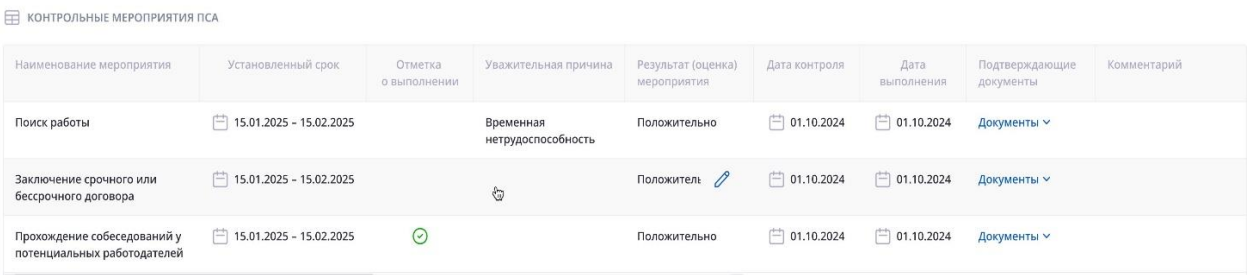 КОНТРОЛЬНЫЕ МЕРОПРИЯТИЯ ПСА
Наименование мероприятия Установленный срок Отметка о выполнении Уважительная причина Результат (оценка) мероприятия Дата контроля Дата выполнения Подтверждающие документы Комментарий
Поиск работы 15.01.2025 – 15.02.2025 Временная нетрудоспособность Положительно 01.10.2024 01.10.2024 Документы
Заключение срочного или бессрочного договора 15.01.2025 – 15.02.2025 Положитель 01.10.2024 01.10.2024 Документы
Прохождение собеседований у потенциальных работодателей 15.01.2025 – 15.02.2025 Положительно 01.10.2024 01.10.2024 Документы